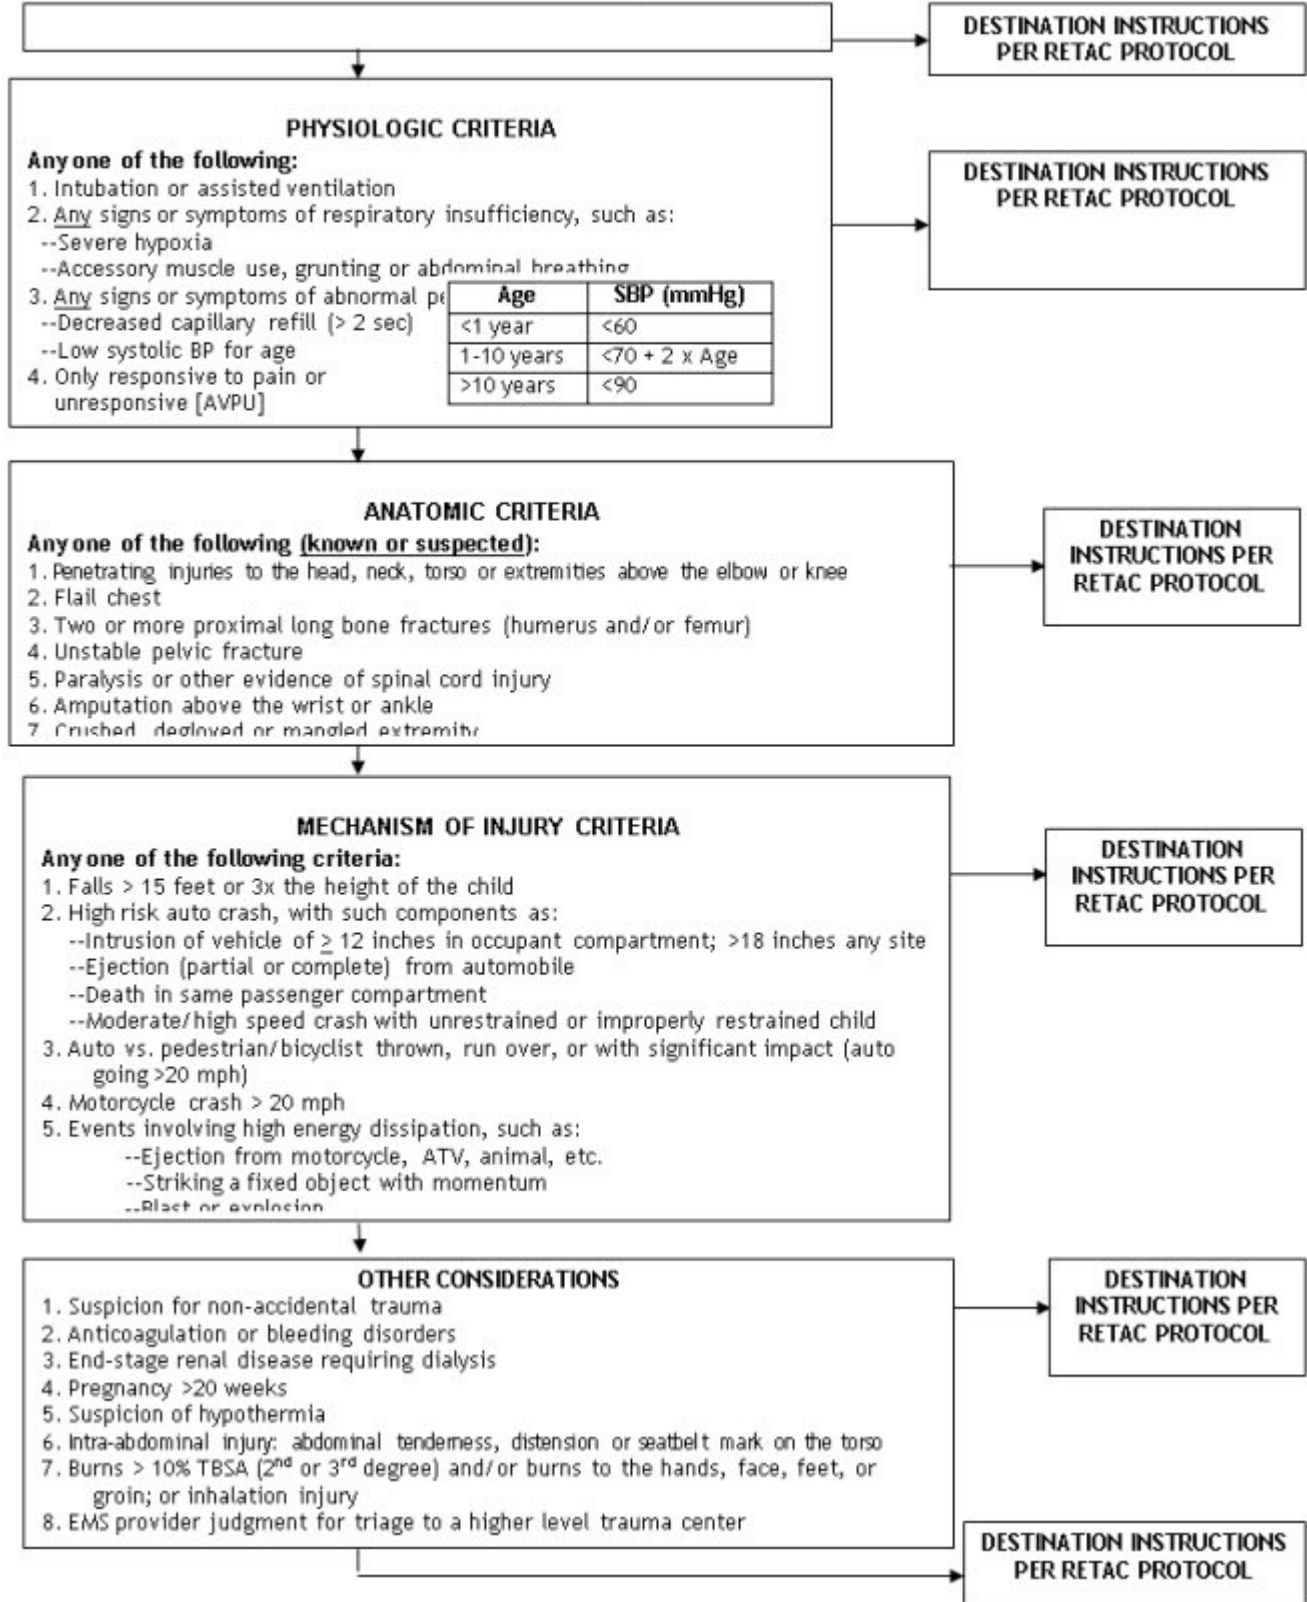 DESTINATION INSTRUCTIONS
PER RETAC PROTOCOL
PHYSIOLOGIC CRITERIA
Any one of the following:
1. Intubation or assisted ventilation
2. Any signs or symptoms of respiratory insufficiency, such as:
--Severe hypoxia
--Accessory muscle use, grunting or abdominal breathing
3. Any signs or symptoms of abnormal
--Decreased capillary refill (> 2 sec)
--Low systolic BP for age
4. Only responsive to pain or
unresponsive [AVPU]
Age SBP (mmHg)
<1 year <60
1-10 years <70 + 2 x Age
>10 years <90
DESTINATION INSTRUCTIONS
PER RETAC PROTOCOL
ANATOMIC CRITERIA
Any one of the following (known or suspected):
1. Penetrating injuries to the head, neck, torso or extremities above the elbow or knee
2. Flail chest
3. Two or more proximal long bone fractures (humerus and/or femur)
4. Unstable pelvic fracture
5. Paralysis or other evidence of spinal cord injury
6. Amputation above the wrist or ankle
7. Crushed, degloved or mangled extremity
DESTINATION
INSTRUCTIONS PER
RETAC PROTOCOL
MECHANISM OF INJURY CRITERIA
Any one of the following criteria:
1. Falls > 15 feet or 3x the height of the child
2. High risk auto crash, with such components as:
--Intrusion of vehicle of ≥ 12 inches in occupant compartment; >18 inches any site
--Ejection (partial or complete) from automobile
--Death in same passenger compartment
--Moderate/high speed crash with unrestrained or improperly restrained child
3. Auto vs. pedestrian/bicyclist thrown, run over, or with significant impact (auto
going >20 mph)
4. Motorcycle crash > 20 mph
5. Events involving high energy dissipation, such as:
--Ejection from motorcycle, ATV, animal, etc.
--Striking a fixed object with momentum
--Blast or explosion
DESTINATION
INSTRUCTIONS PER
RETAC PROTOCOL
OTHER CONSIDERATIONS
1. Suspicion for non-accidental trauma
2. Anticoagulation or bleeding disorders
3. End-stage renal disease requiring dialysis
4. Pregnancy >20 weeks
5. Suspicion of hypothermia
6. Intra-abdominal injury: abdominal tenderness, distension or seatbelt mark on the torso
7. Burns > 10% TBSA (2nd or 3rd degree) and/or burns to the hands, face, feet, or
groin; or inhalation injury
8. EMS provider judgment for triage to a higher level trauma center
DESTINATION
INSTRUCTIONS PER
RETAC PROTOCOL
DESTINATION INSTRUCTIONS
PER RETAC PROTOCOL